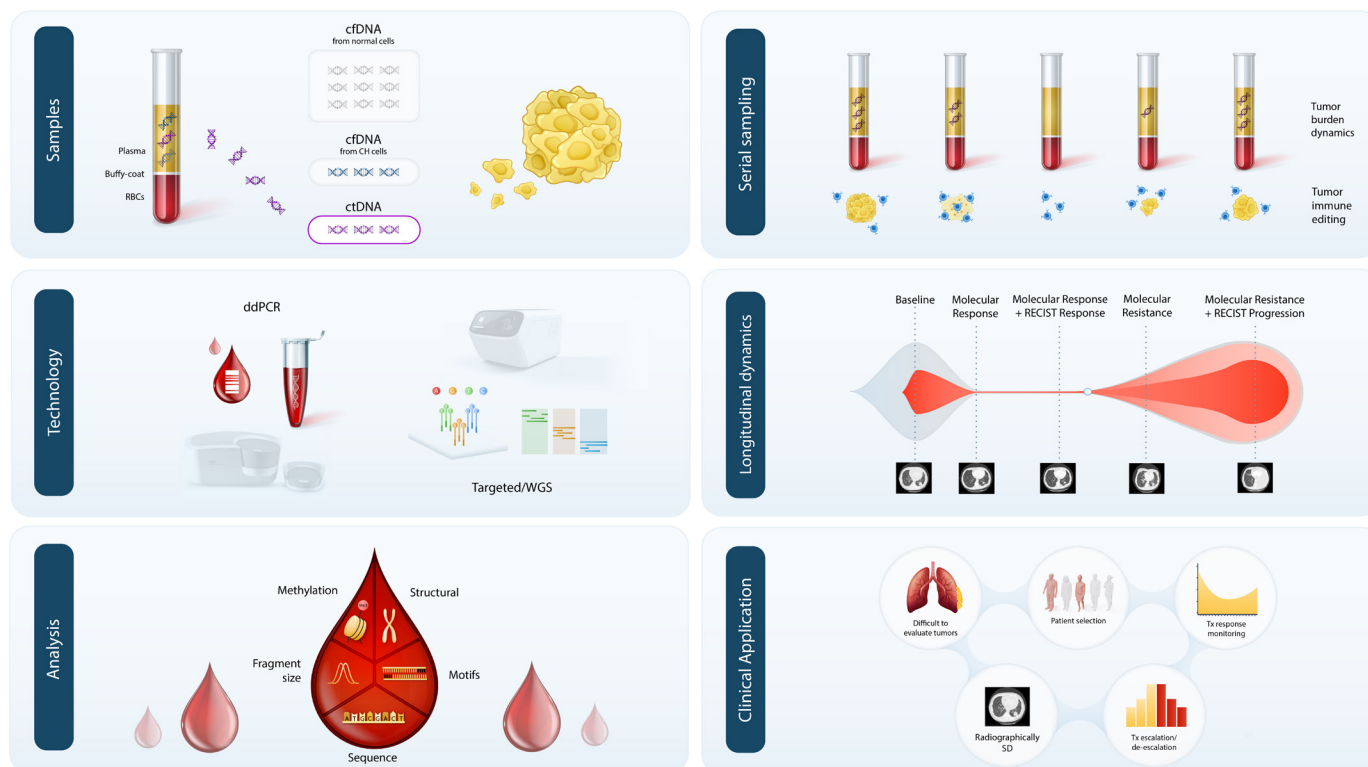 Samples
cfDNA
from normal cells
cfDNA
from CH cells
ctDNA
Plasma
Buffy-coat
RBCs
Serial sampling
Tumor
burden
dynamics
Tumor
immune
editing
Technology
ddPCR
A
Targeted/WGS
Longitudinal dynamics
Baseline
Molecular
Response
Molecular Response
+ RECIST Response
Molecular
Resistance
Molecular Resistance
+ RECIST Progression
Analysis
Methylation
Structural
Fragment
size
Motifs
Sequence
Clinical Application
Difficult to
evaluate tumors
Patient selection
Tx response
monitoring
Radiographically
SD
Tx escalation/
de-escalation